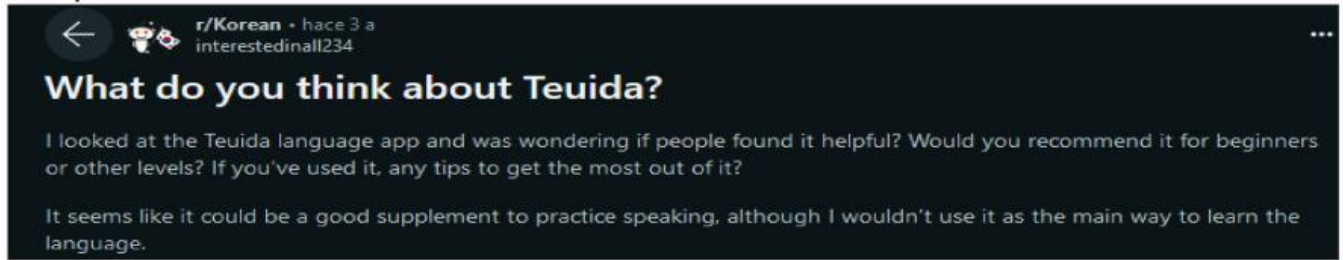 r/Korean • hace 3 a
interestedinall234
What do you think about Teuida?
I looked at the Teuida language app and was wondering if people found it helpful? Would you recommend it for beginners
or other levels? If you've used it, any tips to get the most out of it?
It seems like it could be a good supplement to practice speaking, although I wouldn't use it as the main way to learn the
language.